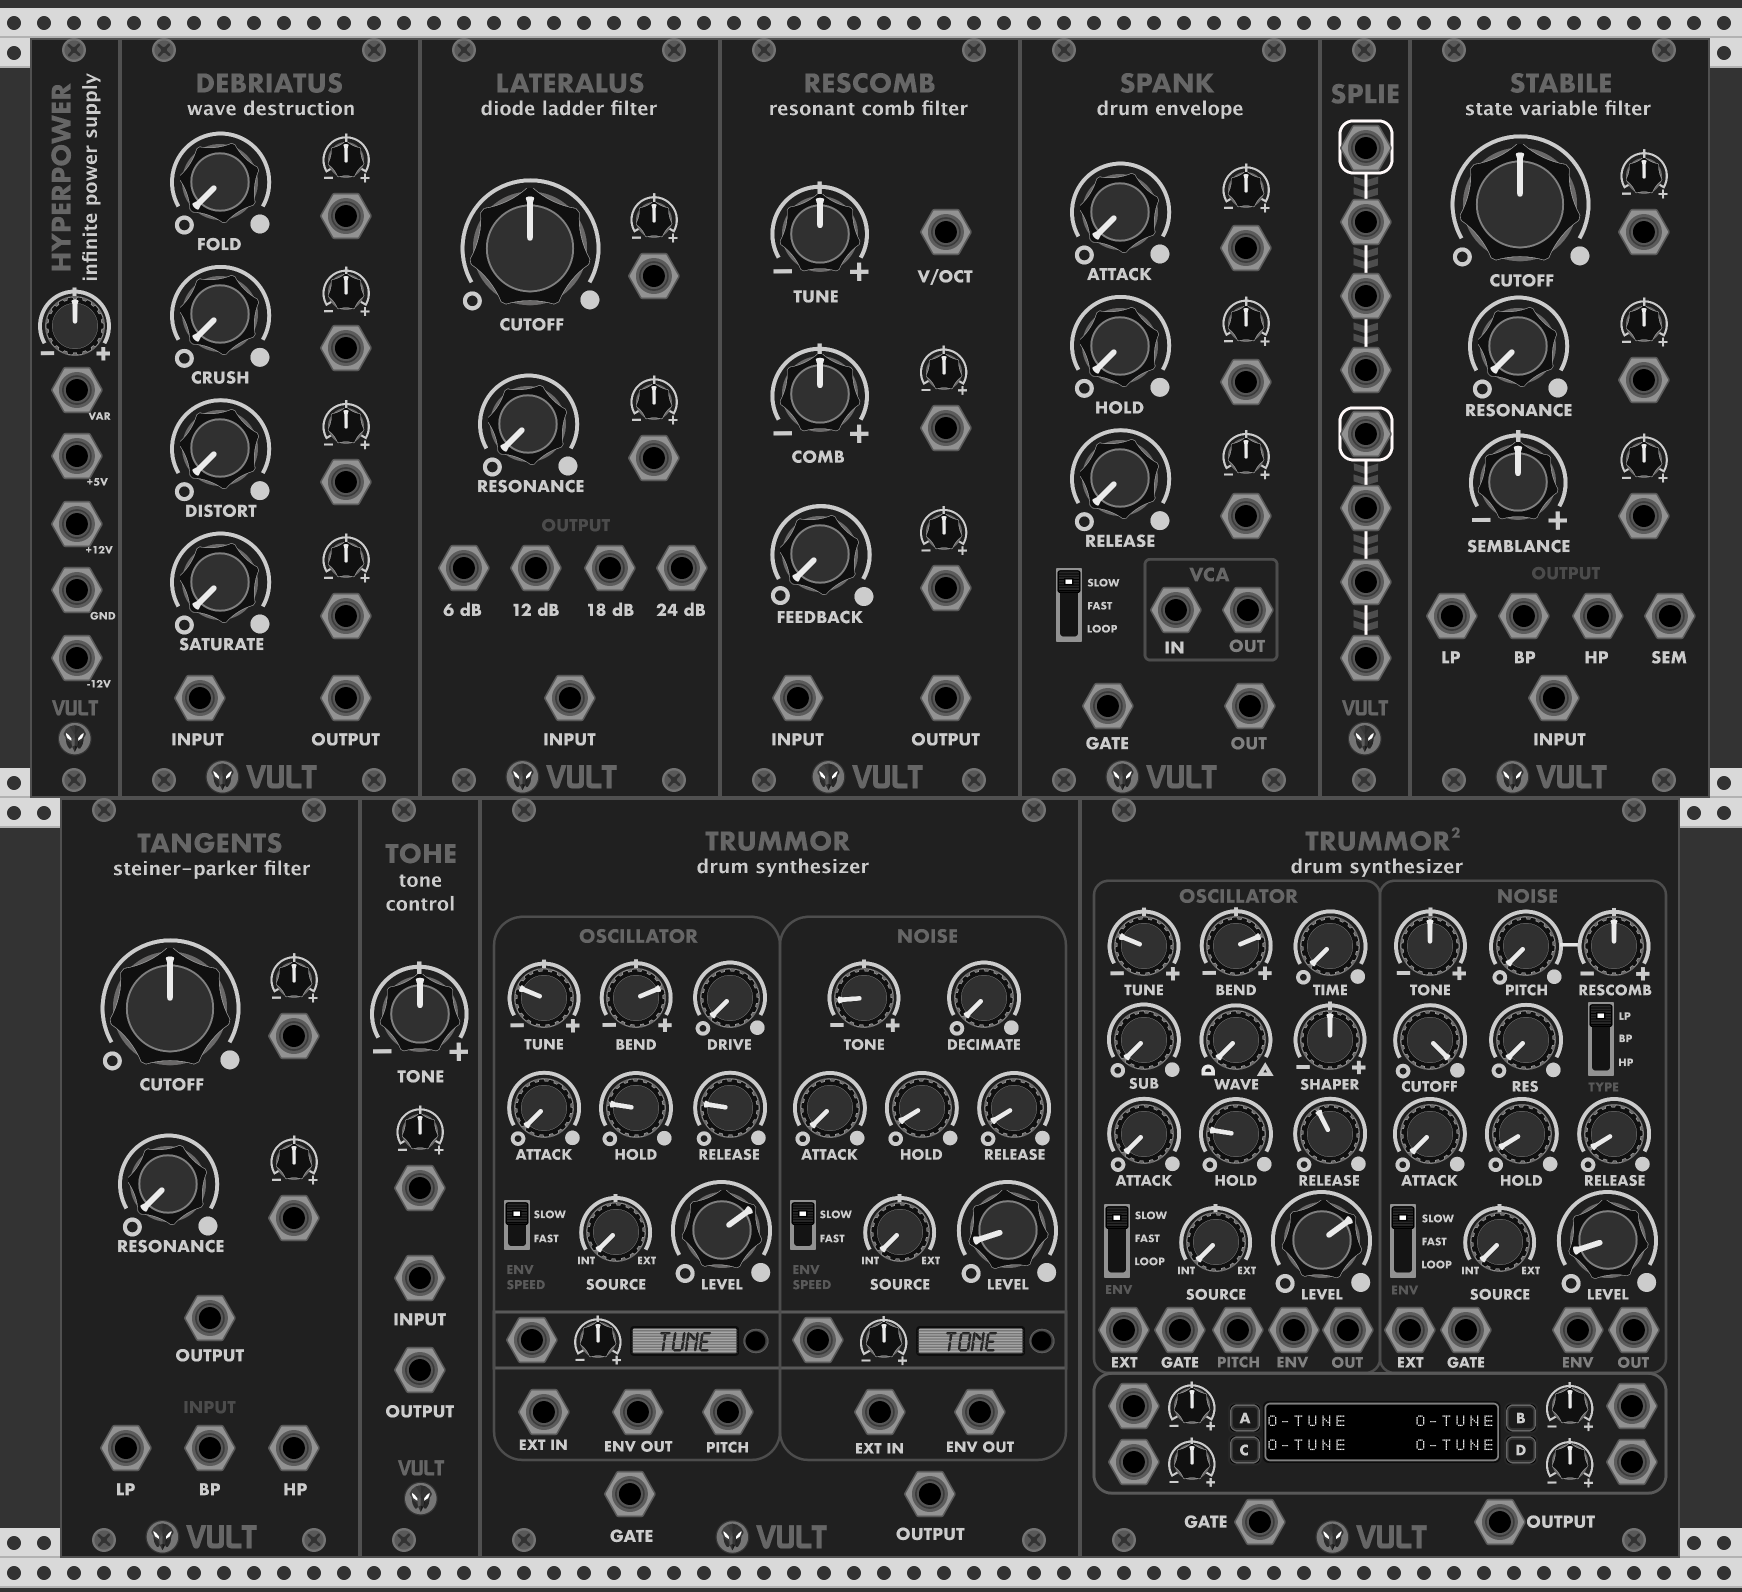 HYPERPOWER
infinite power supply
VAR
+5V
+12V
GND
-12V
VULT
DEBRIATUS
wave destruction
FOLD
CRUSH
DISTORT
SATURATE
INPUT OUTPUT
VULT
LATERALUS
diode ladder filter
CUTOFF
RESONANCE
OUTPUT
6 dB 12 dB 18 dB 24 dB
INPUT
VULT
RESCOMB
resonant comb filter
TUNE V/OCT
COMB
FEEDBACK
INPUT OUTPUT
VULT
SPANK
drum envelope
ATTACK
HOLD
RELEASE
SLOW
FAST
LOOP
VCA
IN OUT
GATE OUT
VULT
SPLIE
VULT
STABILE
state variable filter
CUTOFF
RESONANCE
SEMBLANCE
OUTPUT
LP BP HP SEM
INPUT
VULT
TANGENTS
steiner-parker filter
CUTOFF
RESONANCE
OUTPUT
INPUT
LP BP HP
VULT
TOHE
tone
control
TONE
INPUT
OUTPUT
VULT
TRUMMOR
drum synthesizer
OSCILLATOR
TUNE BEND DRIVE
ATTACK HOLD RELEASE
SLOW
FAST
ENV
SPEED
INT EXT
SOURCE LEVEL
TUNE
EXT IN ENV OUT PITCH
NOISE
TONE DECIMATE
ATTACK HOLD RELEASE
SLOW
FAST
ENV
SPEED
INT EXT
SOURCE LEVEL
TONE
EXT IN ENV OUT
GATE OUTPUT
VULT
TRUMMOR²
drum synthesizer
OSCILLATOR
TUNE BEND TIME
SUB WAVE SHAPER
ATTACK HOLD RELEASE
SLOW
FAST
LOOP
ENV
INT EXT
SOURCE LEVEL
EXT GATE PITCH ENV OUT
NOISE
TONE PITCH RESCOMB
LP
BP
HP
CUTOFF RES TYPE
ATTACK HOLD RELEASE
SLOW
FAST
LOOP
ENV
INT EXT
SOURCE LEVEL
EXT GATE ENV OUT
A 0-TUNE 0-TUNE B
C 0-TUNE 0-TUNE D
GATE OUTPUT
VULT